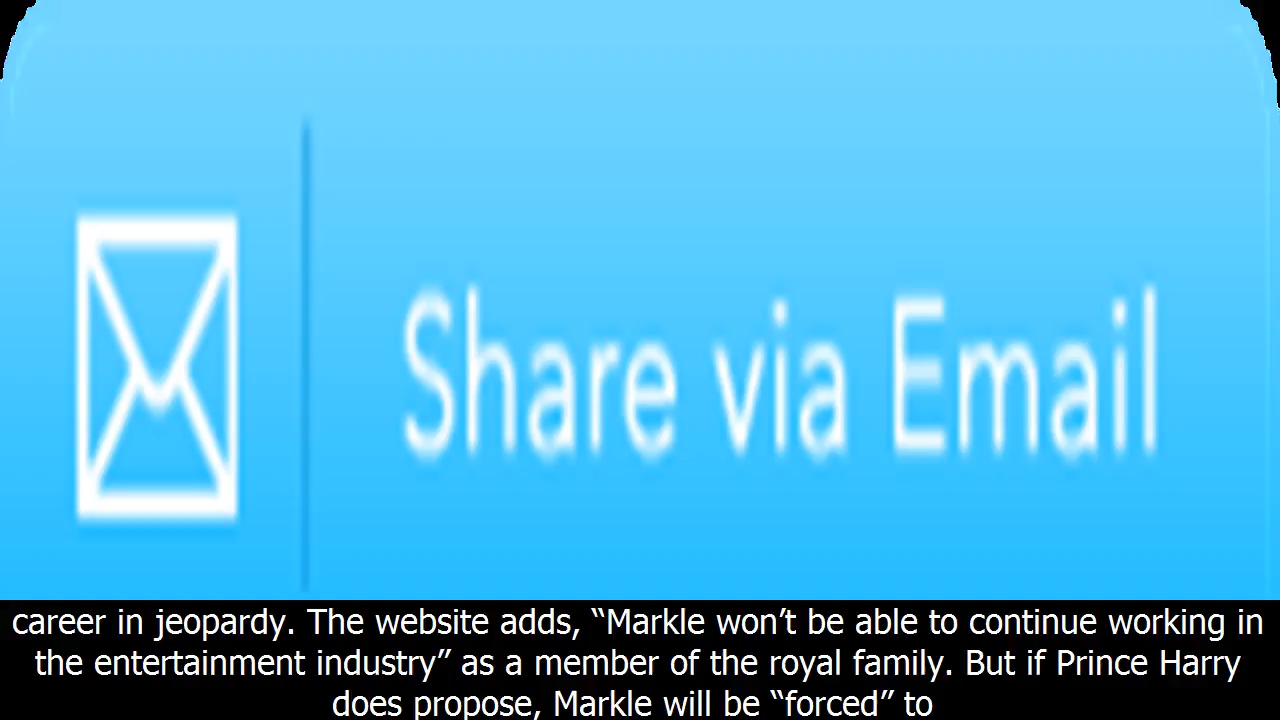 Share via Email
career in jeopardy. The website adds, “Markle won’t be able to continue working in
the entertainment industry” as a member of the royal family. But if Prince Harry
does propose, Markle will be “forced” to